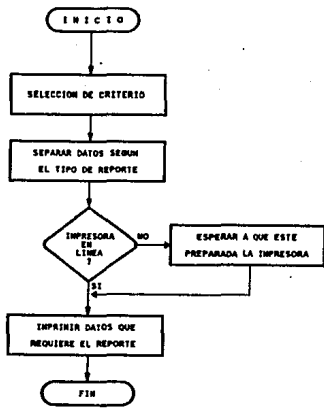 INICIO
SELECCION DE CRITERIO
SEPARAR DATOS SEGUN
EL TIPO DE REPORTE
IMPRESORA
EN
LINEA
?
NO
ESPERAR A QUE ESTE
PREPARADA LA IMPRESORA
SI
IMPRINIR DATOS QUE
REQUIERE EL REPORTE
FIN